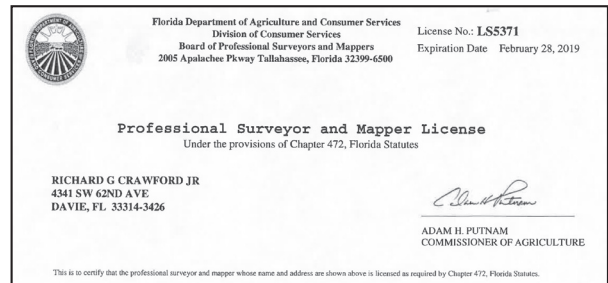 Florida Department of Agriculture and Consumer Services
Division of Consumer Services
Board of Professional Surveyors and Mappers
2005 Apalachee Pkway Tallahassee, Florida 32399-6500
License No.: LS5371
Expiration Date February 28, 2019
Professional Surveyor and Mapper License
Under the provisions of Chapter 472, Florida Statutes
RICHARD G CRAWFORD JR
4341 SW 62ND AVE
DAVIE, FL 33314-3426
ADAM H. PUTNAM
COMMISSIONER OF AGRICULTURE
This is to certify that the professional surveyor and mapper whose name and address are shown above is licensed as required by Chapter 472, Florida Statutes.